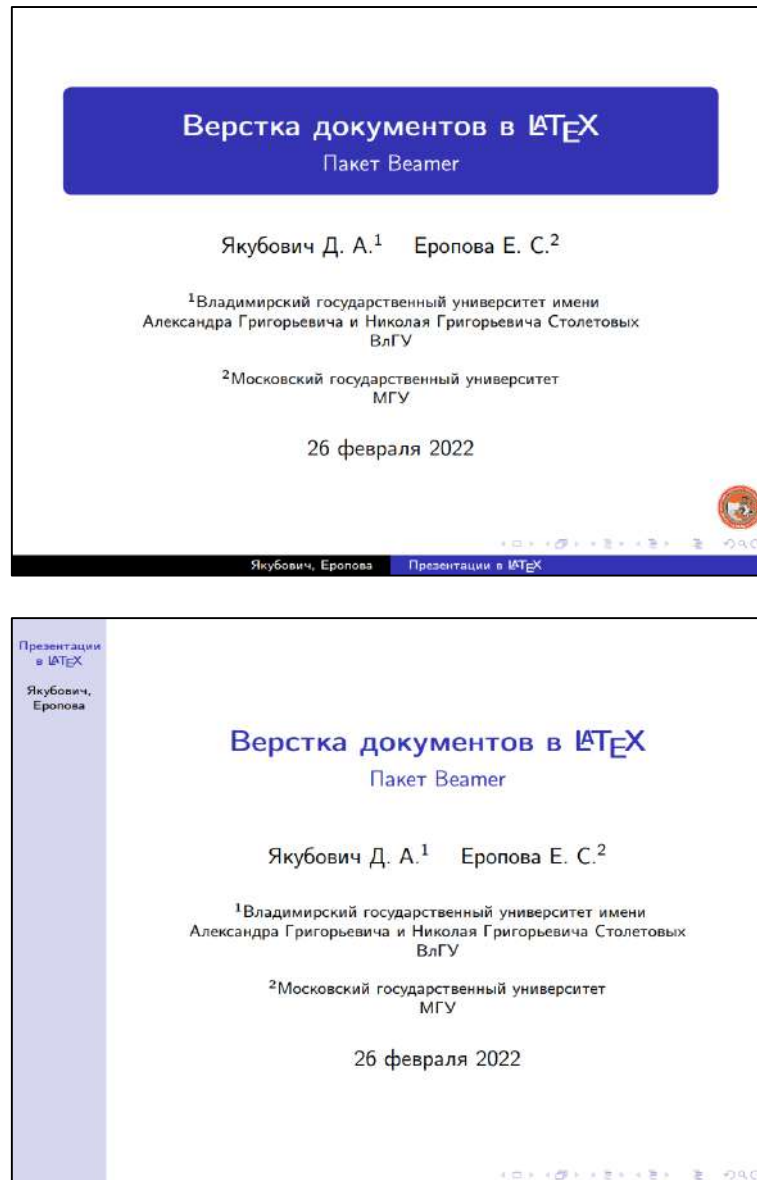 Верстка документов в LATEX
Пакет Beamer
Якубович Д. А.¹ Еропова Е. С.²
¹Владимирский государственный университет имени
Александра Григорьевича и Николая Григорьевича Столетовых
ВлГУ
²Московский государственный университет
МГУ
26 февраля 2022
Якубович, Еропова Презентации в LATEX
Презентации
в LATEX
Якубович,
Еропова
Верстка документов в LATEX
Пакет Beamer
Якубович Д. А.¹ Еропова Е. С.²
¹Владимирский государственный университет имени
Александра Григорьевича и Николая Григорьевича Столетовых
ВлГУ
²Московский государственный университет
МГУ
26 февраля 2022